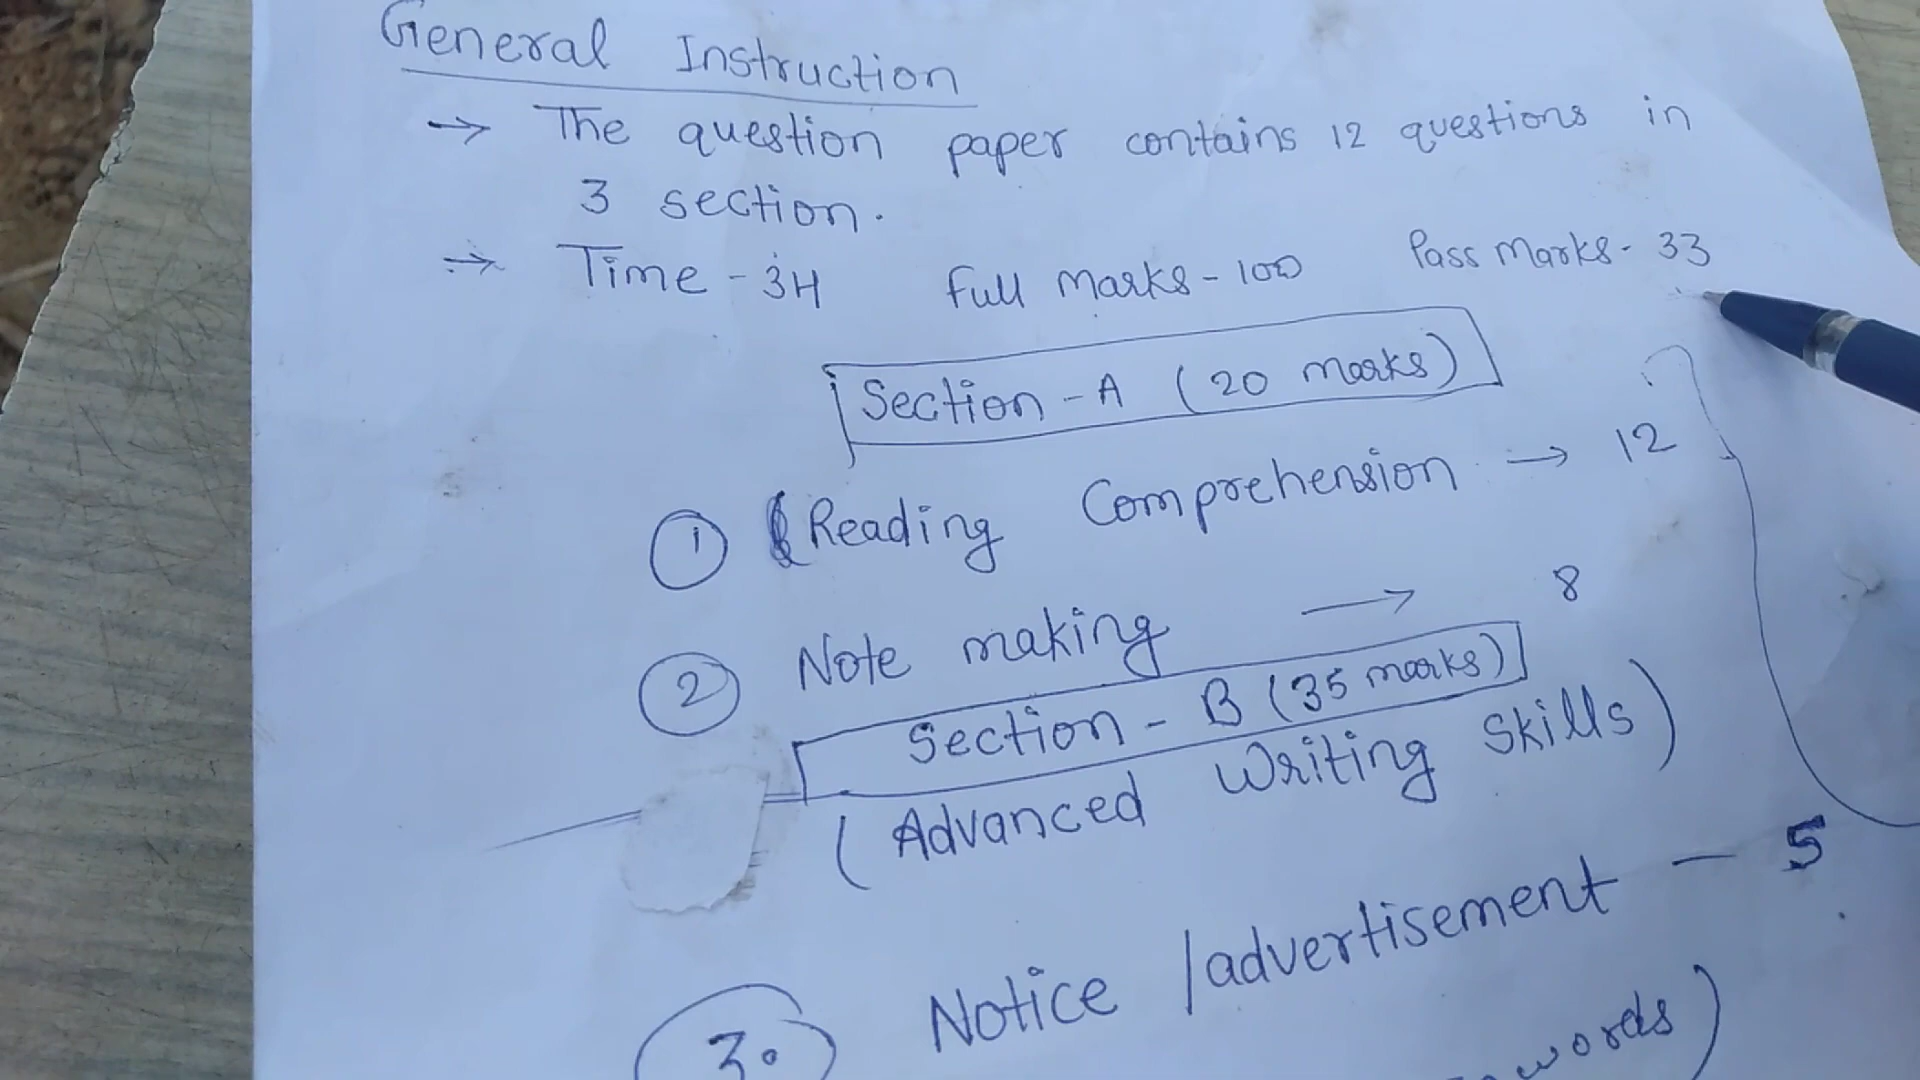 General Instruction
→ The question paper contains 12 questions in
3 section.
→ Time - 3H Full Marks - 100 Pass Marks - 33
Section - A (20 marks)
1 Reading Comprehension → 12
2 Note making → 8
Section - B (35 marks)
(Advanced Writing Skills)
3. Notice / advertisement — 5
words)